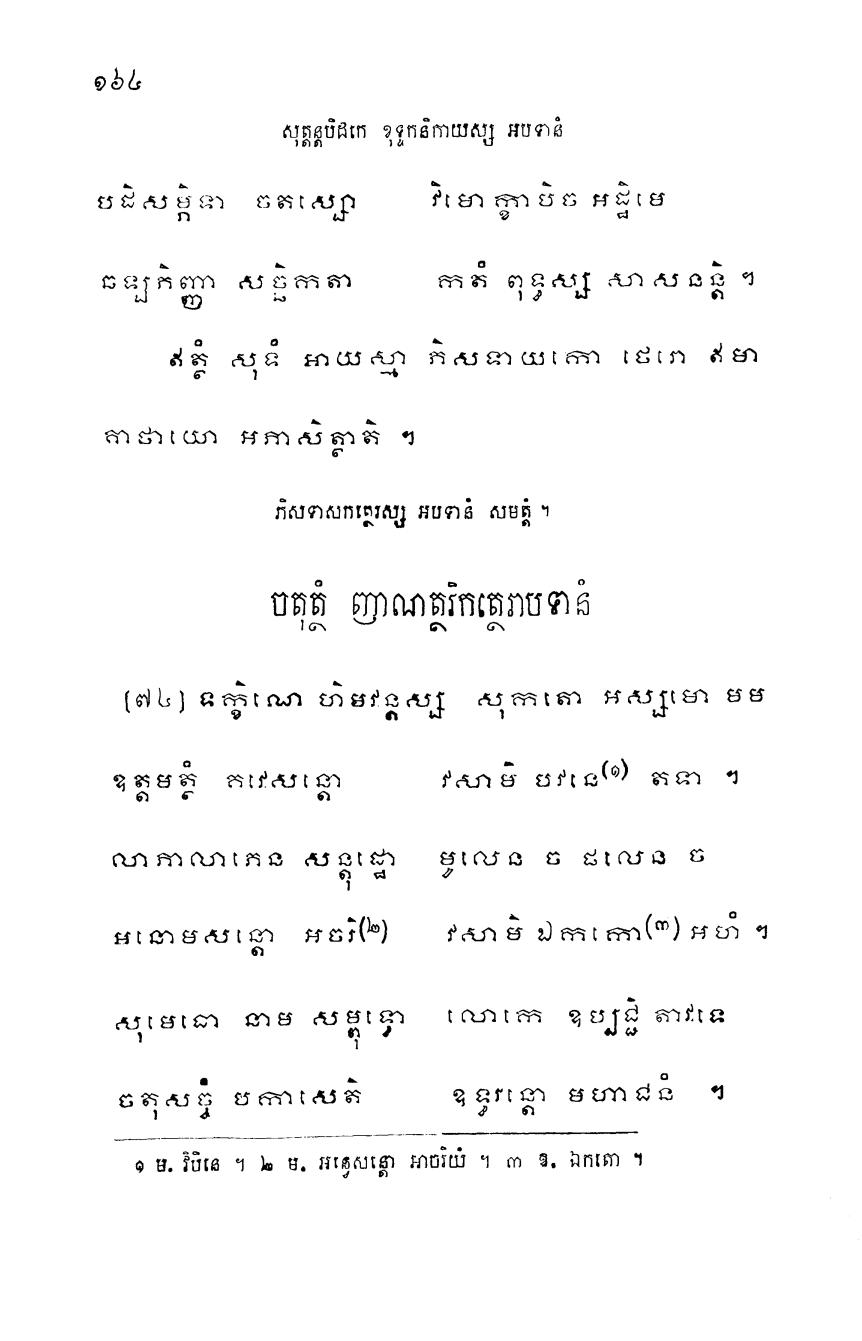 ១៦៤
សុត្តន្តបិដកេ ខុទ្ទកនិកាយស្ស អបទានំ
បដិសម្ភិទា ចតស្សោ វិមោក្ខាបិច អដ្ឋិមេ
ឆឡភិញ្ញា សច្ឆិកតា កតំ ពុទ្ធស្ស សាសនន្តិ ។
ឥត្ថំ សុទំ អាយស្មា ភិសទាយកោ ថេរោ ឥមា
គាថាយោ អភាសិត្ថាតិ ។
ភិសទាសកត្ថេរស្ស អបទានំ សមត្តំ ។
ចតុត្ថំ ញាណត្ថវិកត្ថេរាបទានំ
[៧៤] ទក្ខិណេ ហិមវន្តស្ស សុកតោ អស្សមោ មម
ឧត្តមត្ថំ គវេសន្តោ វសាមិ បវនេ(១) តទា ។
លាភាលាភេន សន្តុដ្ឋោ មូលេន ច ផលេន ច
អនោមសន្តោ អចរិ(២) វសាមិ ឯកកោ(៣) អហំ ។
សុមេធោ នាម សម្ពុទ្ធោ លោកេ ឧប្បជ្ជិ តាវទេ
ចតុសច្ចំ បកាសេតិ ឧទ្ធរន្តោ មហាជនំ ។
១ ម. វិបិនេ ។ ២ ម. អន្វេសន្តោ អាចរិយំ ។ ៣ ឱ. ឯកតោ ។